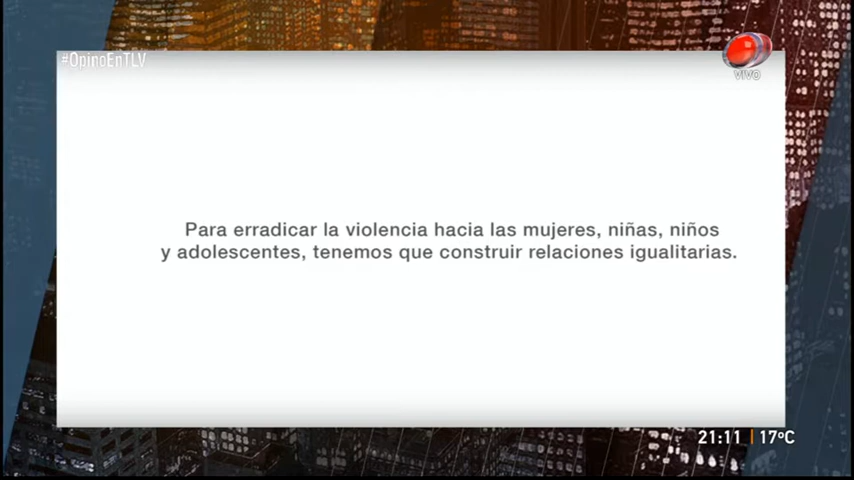 #OpinoEnTLV
VIVO
Para erradicar la violencia hacia las mujeres, niñas, niños
y adolescentes, tenemos que construir relaciones igualitarias.
21:11 | 17ºC